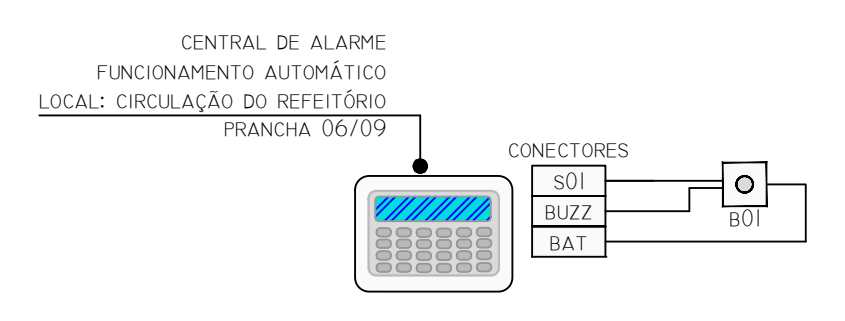 CENTRAL DE ALARME
FUNCIONAMENTO AUTOMÁTICO
LOCAL: CIRCULAÇÃO DO REFEITÓRIO
PRANCHA 06/09
CONECTORES
S01
BUZZ
BAT
B01